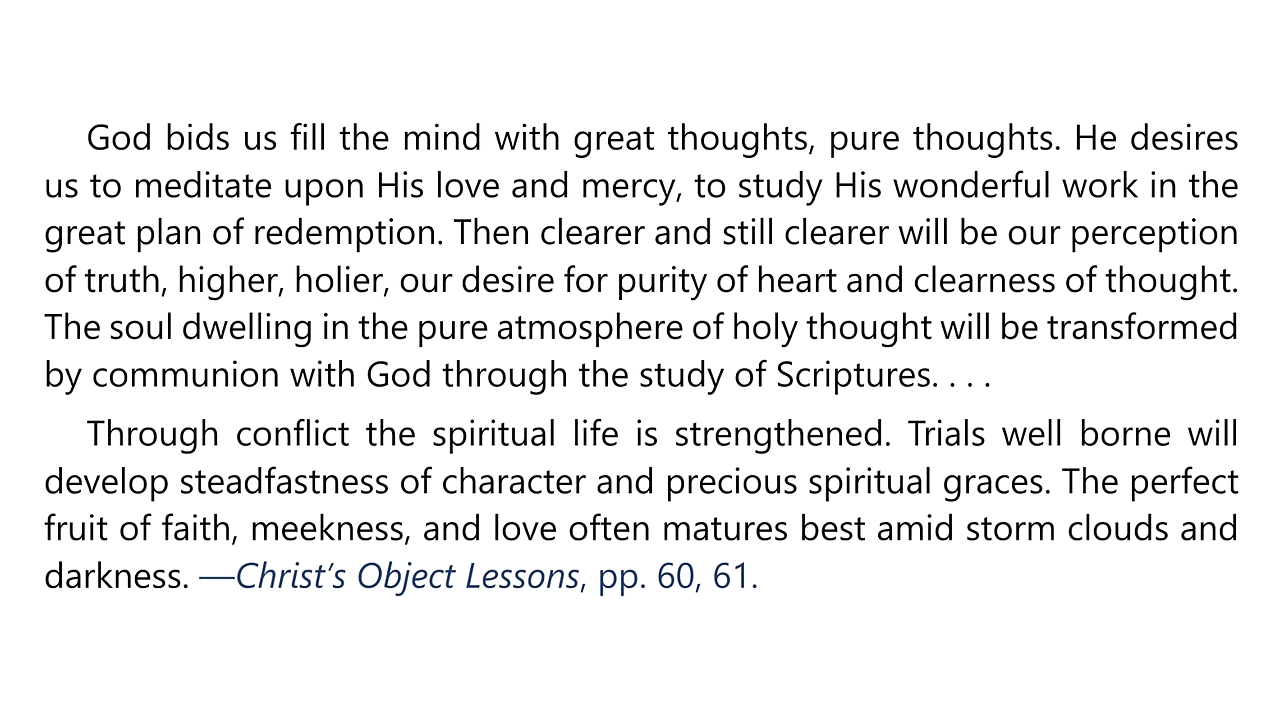 God bids us fill the mind with great thoughts, pure thoughts. He desires
us to meditate upon His love and mercy, to study His wonderful work in the
great plan of redemption. Then clearer and still clearer will be our perception
of truth, higher, holier, our desire for purity of heart and clearness of thought.
The soul dwelling in the pure atmosphere of holy thought will be transformed
by communion with God through the study of Scriptures. . . .
Through conflict the spiritual life is strengthened. Trials well borne will
develop steadfastness of character and precious spiritual graces. The perfect
fruit of faith, meekness, and love often matures best amid storm clouds and
darkness. —Christ’s Object Lessons, pp. 60, 61.